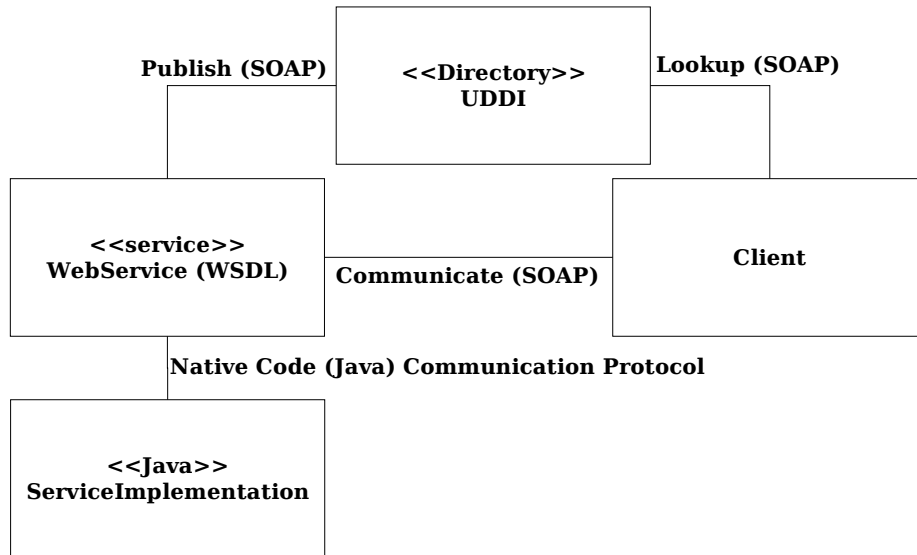 Publish (SOAP)
<<Directory>>
UDDI
Lookup (SOAP)
<<service>>
WebService (WSDL)
Communicate (SOAP)
Client
Native Code (Java) Communication Protocol
<<Java>>
ServiceImplementation